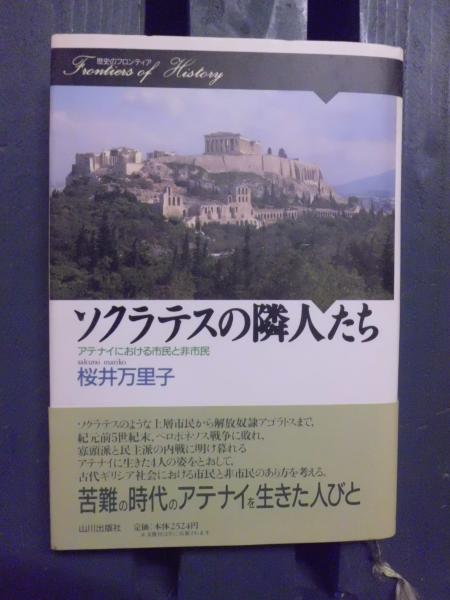 歴史のフロンティア
Frontiers of History
ソクラテスの隣人たち
アテナイにおける市民と非市民
sakurai mariko
桜井万里子
ソクラテスのような上層市民から解放奴隷アゴラトスまで、
紀元前5世紀末、ペロポネソス戦争に敗れ、
寡頭派と民主派の内戦に明け暮れる
アテナイに生きた4人の姿をとおして、
古代ギリシア社会における市民と非市民のあり方を考える。
苦難の時代のアテナイを生きた人びと
山川出版社 定価:本体2524円